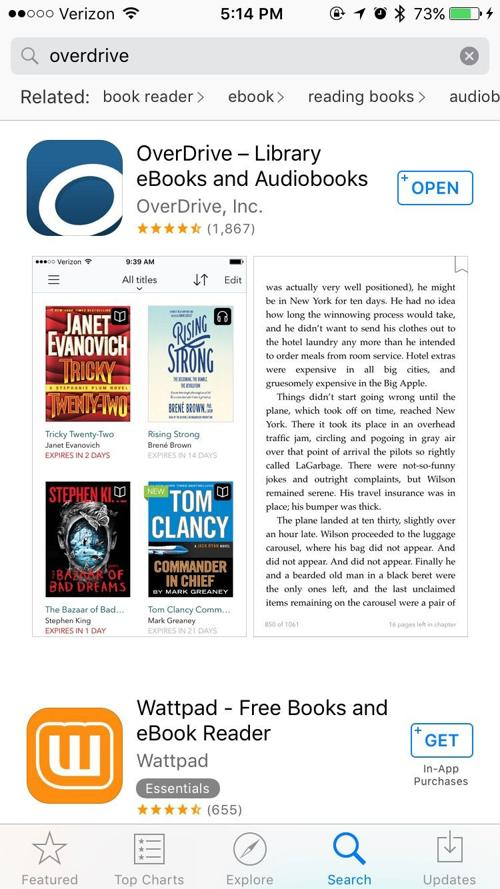 Verizon 5:14 PM 73%
overdrive
Related: book reader ebook reading books audiob
OverDrive – Library
eBooks and Audiobooks
OverDrive, Inc.
(1,867)
OPEN
Verizon 9:39 AM
All titles Edit
JANET
EVANOVICH
TRICKY
A STEPHANIE PLUM NOVEL
TWENTY-TWO
Tricky Twenty-Two
Janet Evanovich
EXPIRES IN 2 DAYS
RISING
STRONG
BRENÉ BROWN
Rising Strong
Brené Brown
EXPIRES IN 14 DAYS
STEPHEN KI
THE BAZAAR OF
BAD DREAMS
The Bazaar of Bad...
Stephen King
EXPIRES IN 1 DAY
NEW
TOM
CLANCY
A JACK RYAN NOVEL
COMMANDER
IN CHIEF
BY MARK GREANEY
Tom Clancy Comm...
Mark Greaney
EXPIRES IN 21 DAYS
was actually very well positioned), he might
be in New York for ten days. He had no idea
how long the winnowing process would take,
and he didn't want to send his clothes out to
the hotel laundry any more than he intended
to order meals from room service. Hotel extras
were expensive in all big cities, and
gruesomely expensive in the Big Apple.
Things didn't start going wrong until the
plane, which took off on time, reached New
York. There it took its place in an overhead
traffic jam, circling and pogoing in gray air
over that point of arrival the pilots so rightly
called LaGarbage. There were not-so-funny
jokes and outright complaints, but Wilson
remained serene. His travel insurance was in
place; his bumper was thick.
The plane landed at ten thirty, slightly over
an hour late. Wilson proceeded to the luggage
carousel, where his bag did not appear. And
did not appear. And did not appear. Finally he
and a bearded old man in a black beret were
the only ones left, and the last unclaimed
items remaining on the carousel were a pair of
850 of 1061 16 pages left in chapter
Wattpad - Free Books and
eBook Reader
Wattpad
Essentials
(655)
GET
In-App
Purchases
Featured Top Charts Explore Search Updates